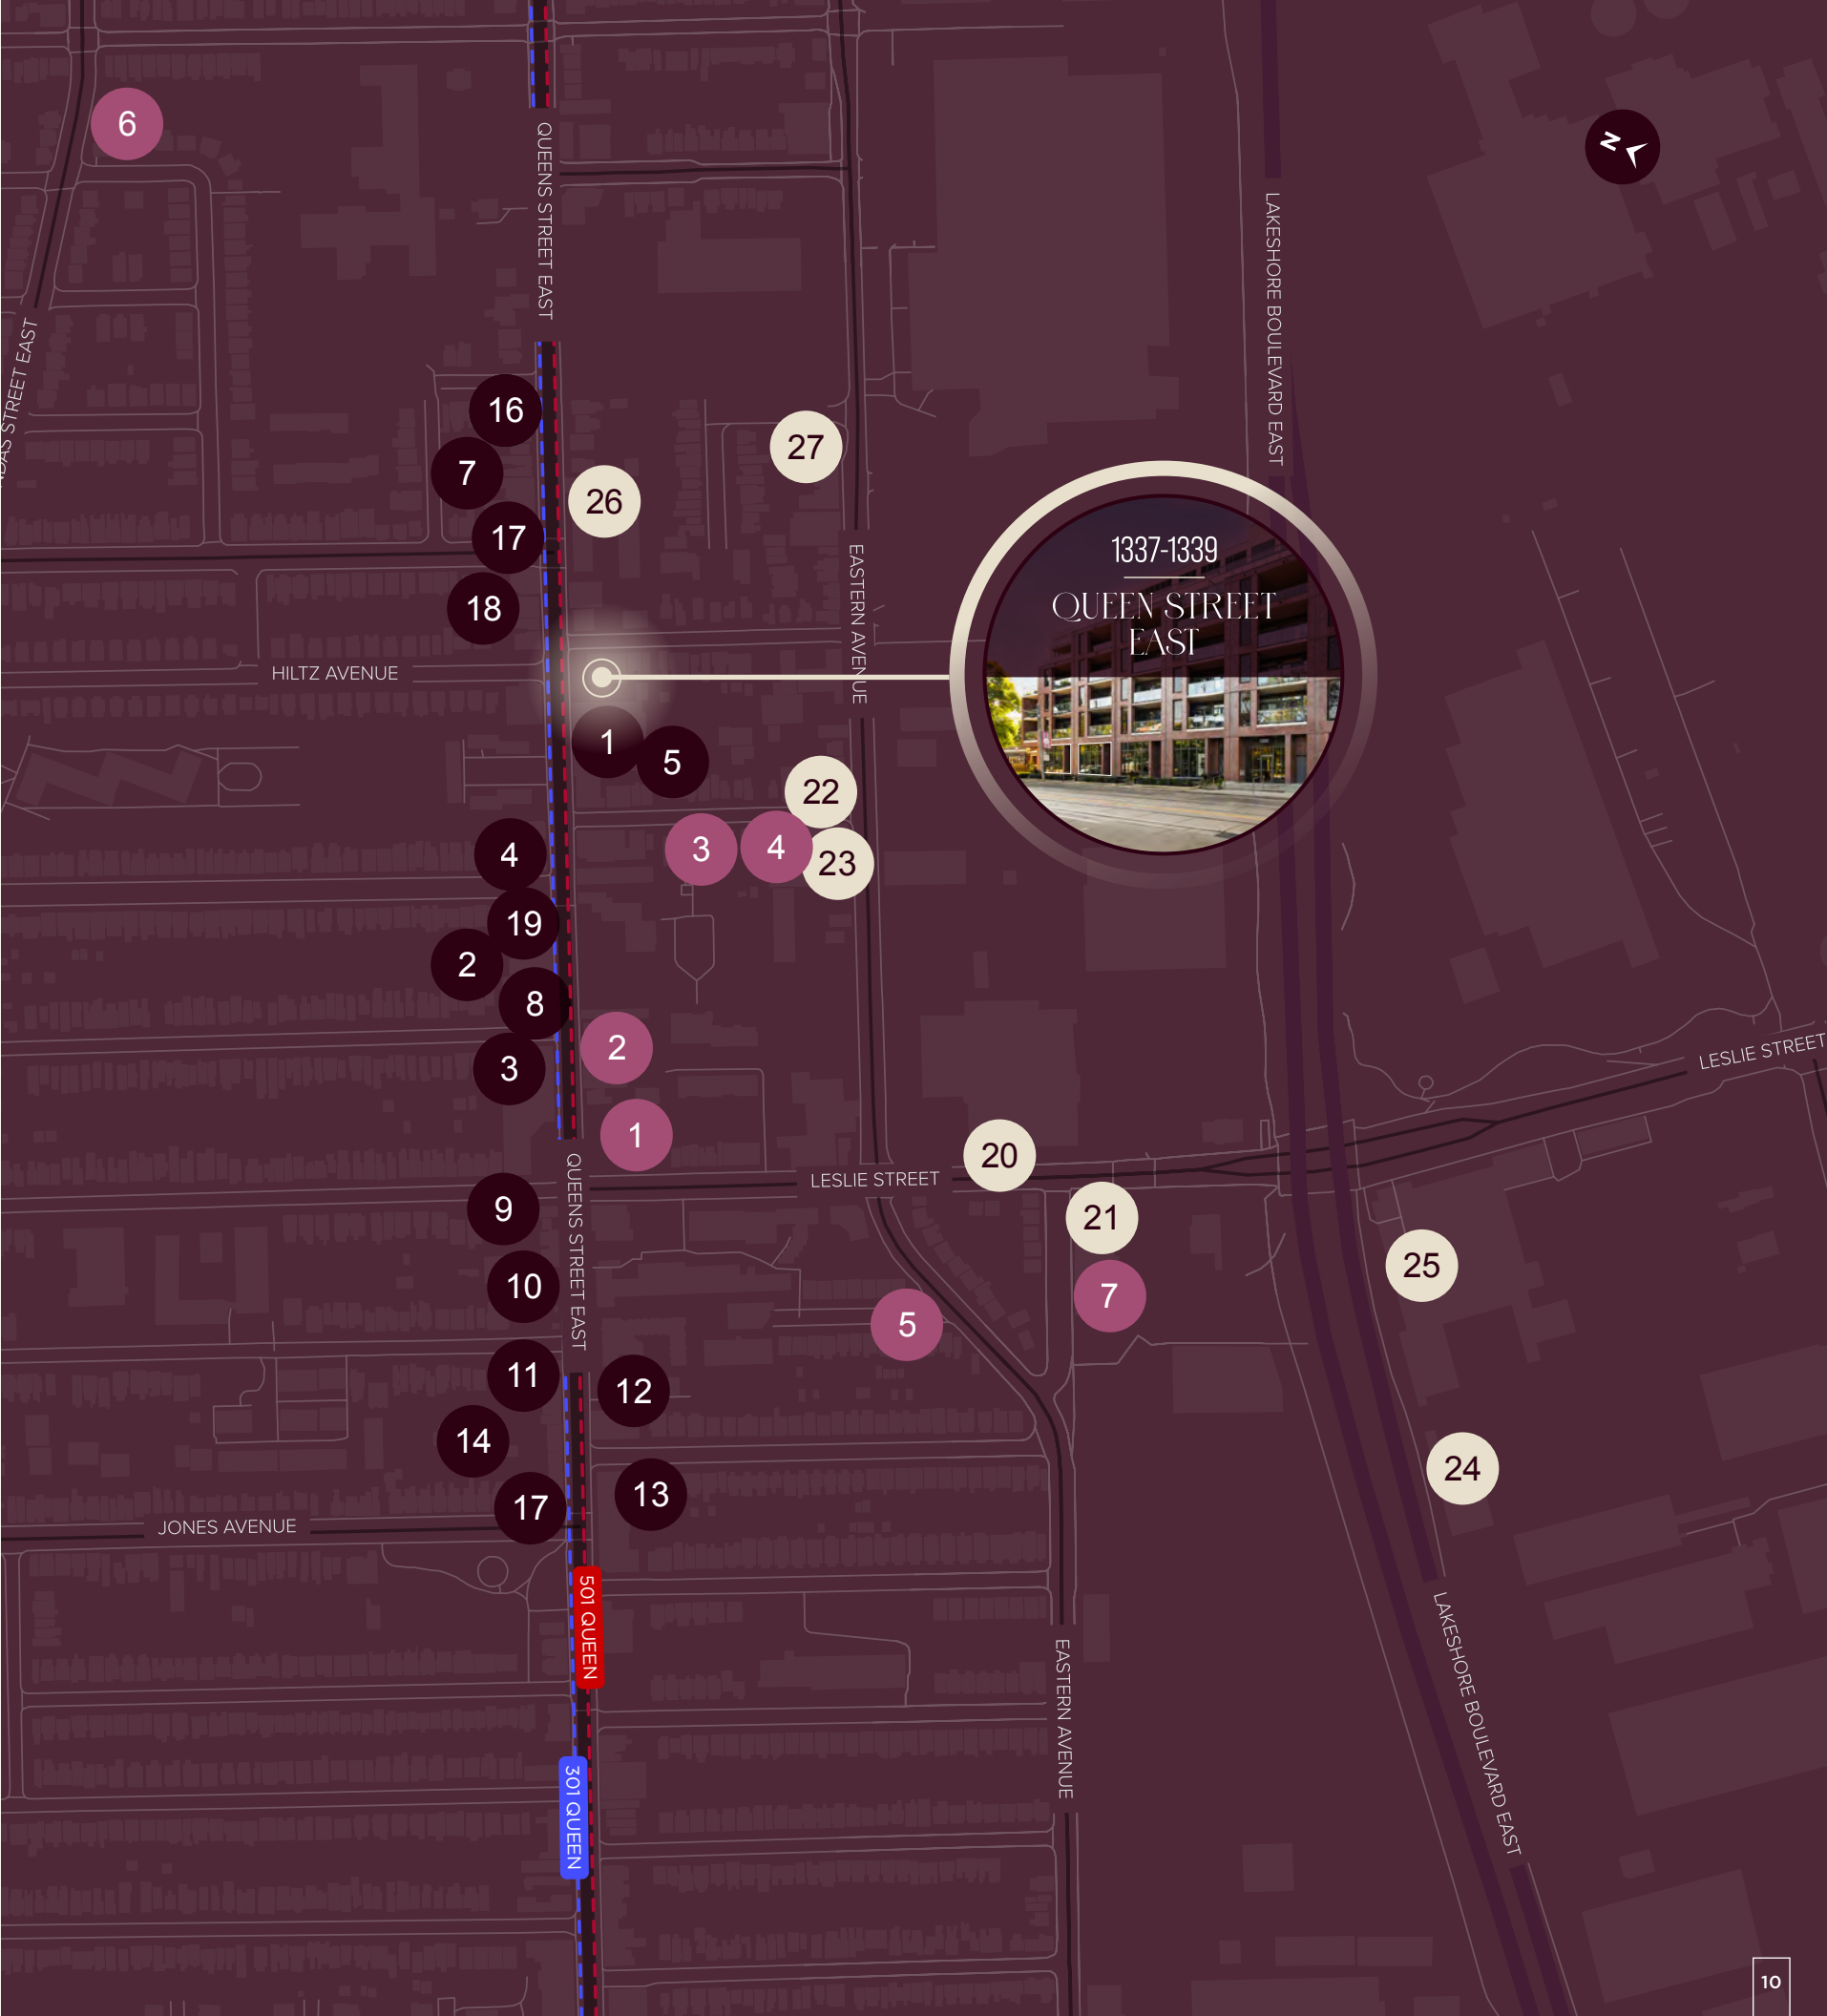 6
QUEENS STREET EAST
N
LAKESHORE BOULEVARD EAST
DAS STREET EAST
16
7
27
26
17
1337-1339
QUEEN STREET
EAST
EASTERN AVENUE
18
HILTZ AVENUE
1
5
22
4
3
4
23
19
2
8
2
3
LESLIE STREET
1
20
QUEENS STREET EAST
LESLIE STREET
9
21
25
10
7
5
11
12
14
24
13
17
JONES AVENUE
501 QUEEN
EASTERN AVENUE
LAKESHORE BOULEVARD EAST
301 QUEEN
10